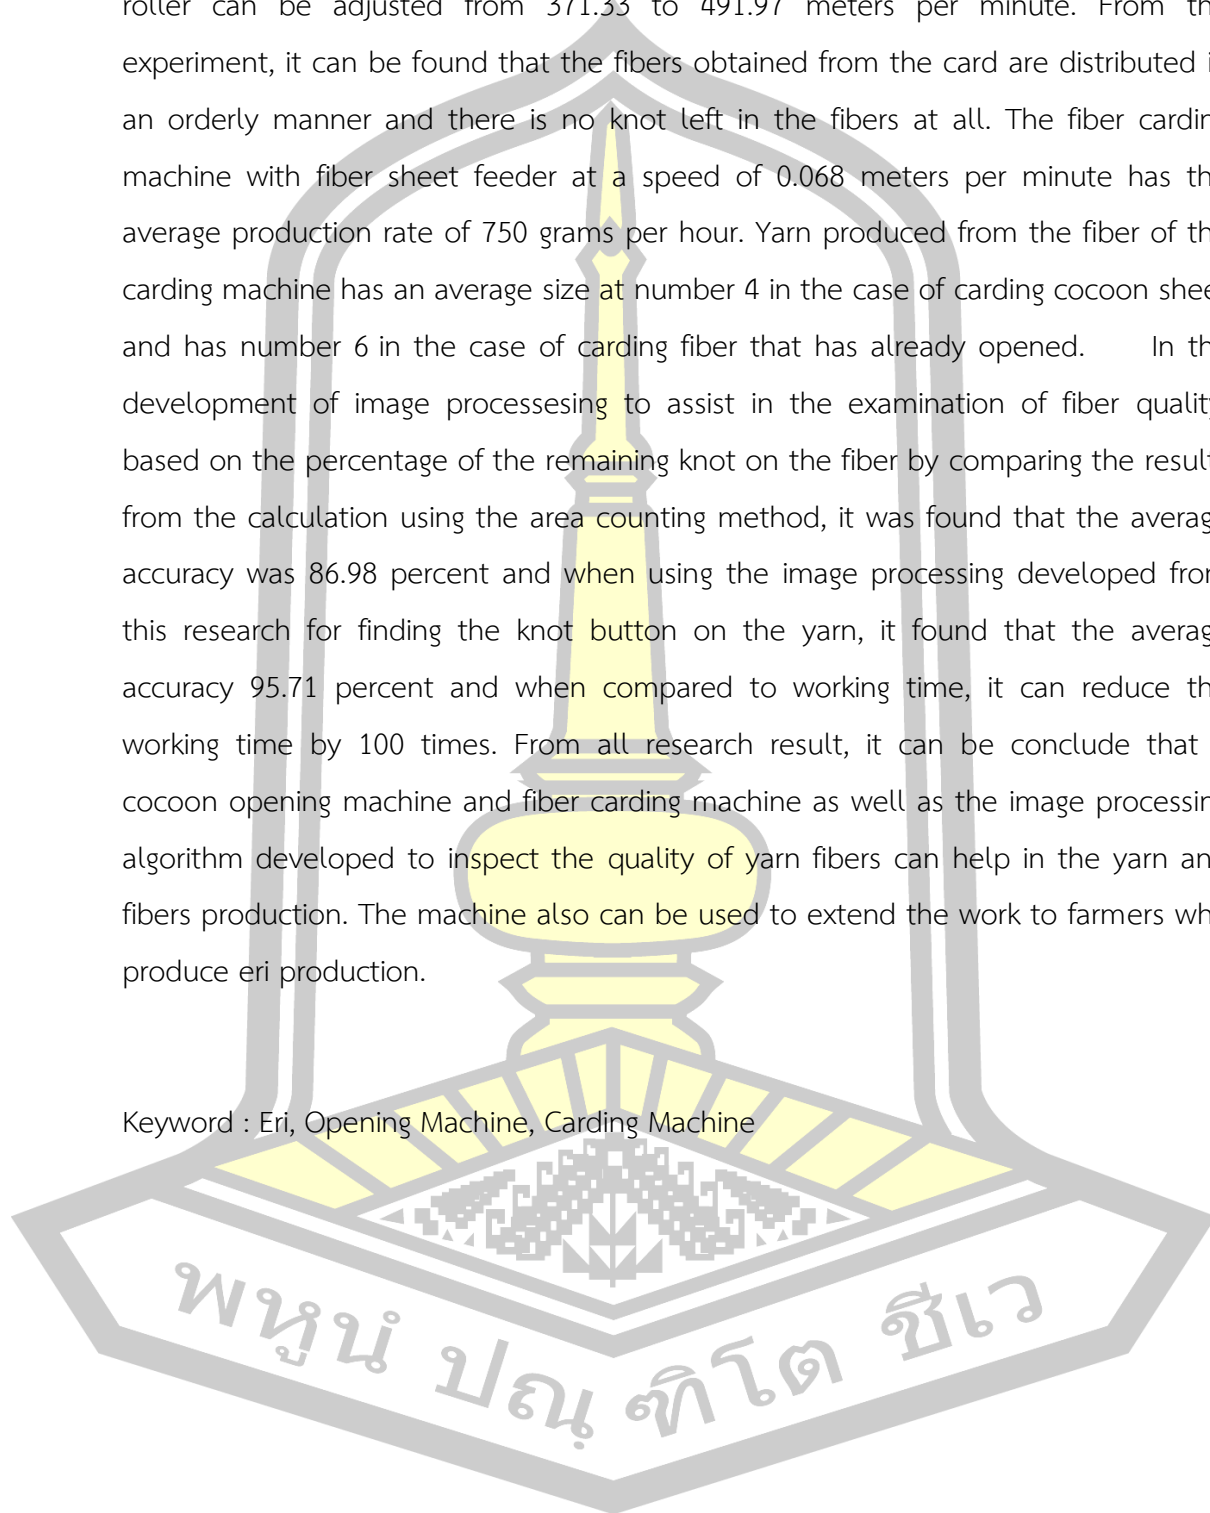 roller can be adjusted from 371.33 to 491.97 meters per minute. From th
experiment, it can be found that the fibers obtained from the card are distributed i
an orderly manner and there is no knot left in the fibers at all. The fiber cardin
machine with fiber sheet feeder at a speed of 0.068 meters per minute has th
average production rate of 750 grams per hour. Yarn produced from the fiber of th
carding machine has an average size at number 4 in the case of carding cocoon shee
and has number 6 in the case of carding fiber that has already opened. In th
development of image processesing to assist in the examination of fiber quality
based on the percentage of the remaining knot on the fiber by comparing the result
from the calculation using the area counting method, it was found that the averag
accuracy was 86.98 percent and when using the image processing developed from
this research for finding the knot button on the yarn, it found that the averag
accuracy 95.71 percent and when compared to working time, it can reduce th
working time by 100 times. From all research result, it can be conclude that
cocoon opening machine and fiber carding machine as well as the image processin
algorithm developed to inspect the quality of yarn fibers can help in the yarn an
fibers production. The machine also can be used to extend the work to farmers wh
produce eri production.
Keyword : Eri, Opening Machine, Carding Machine
พหูนํ ปณฺฑิโต ชีเว